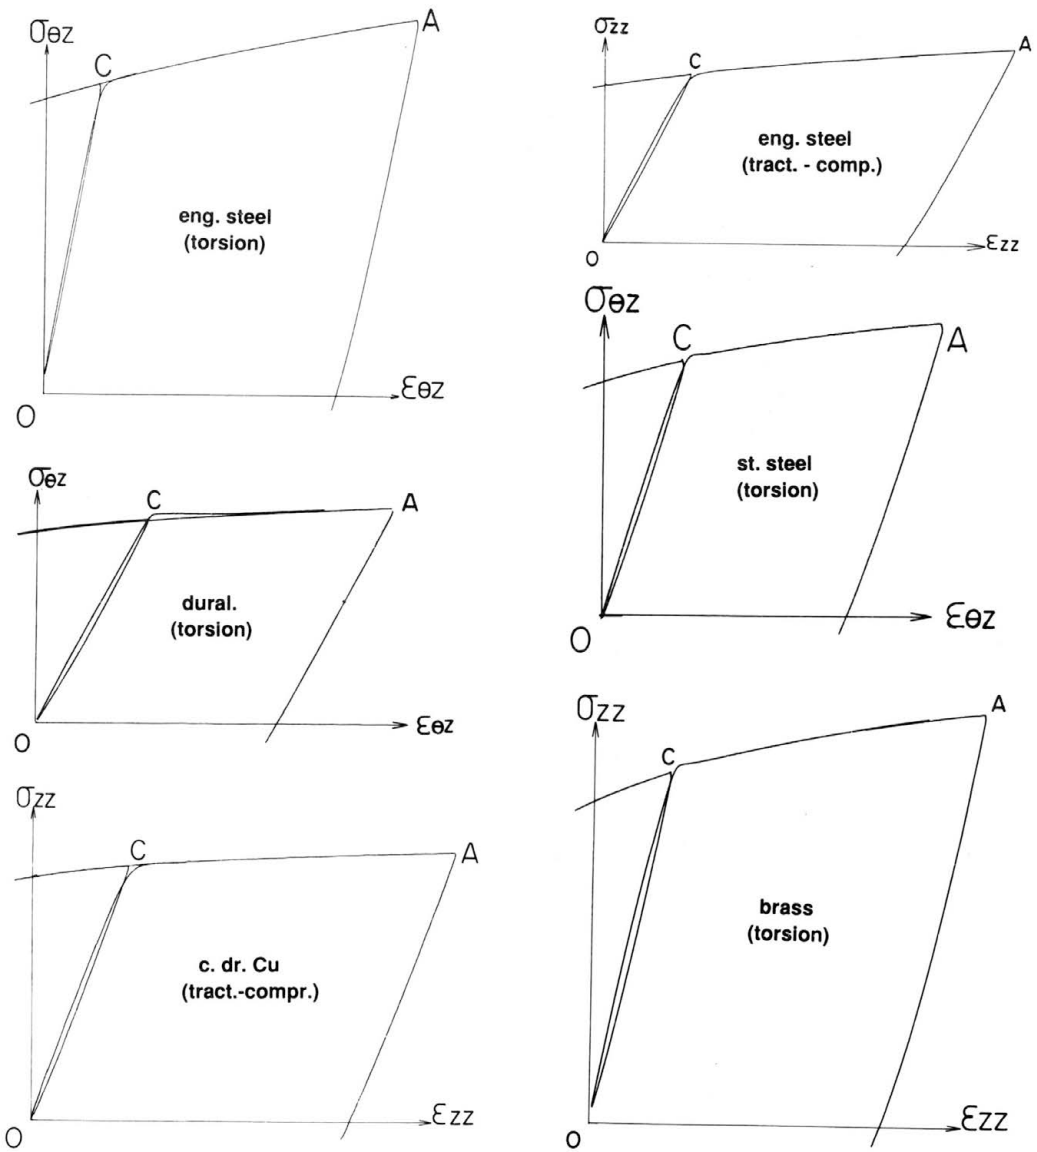 σθz
C
A
eng. steel
(torsion)
εθz
O
σzz
C
A
eng. steel
(tract. - comp.)
εzz
O
σθz
C
A
st. steel
(torsion)
εθz
O
σθz
C
A
dural.
(torsion)
εθz
O
σzz
C
A
c. dr. Cu
(tract.-compr.)
εzz
O
σzz
C
A
brass
(torsion)
εzz
O